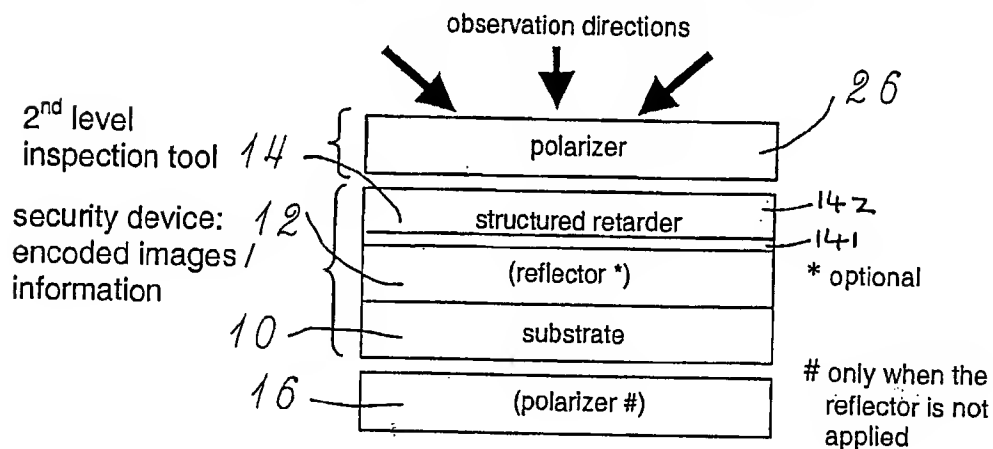 observation directions
26
2nd level
inspection tool
14
polarizer
security device:
encoded images /
information
12
structured retarder
142
141
(reflector *)
* optional
10
substrate
16
(polarizer #)
# only when the
reflector is not
applied